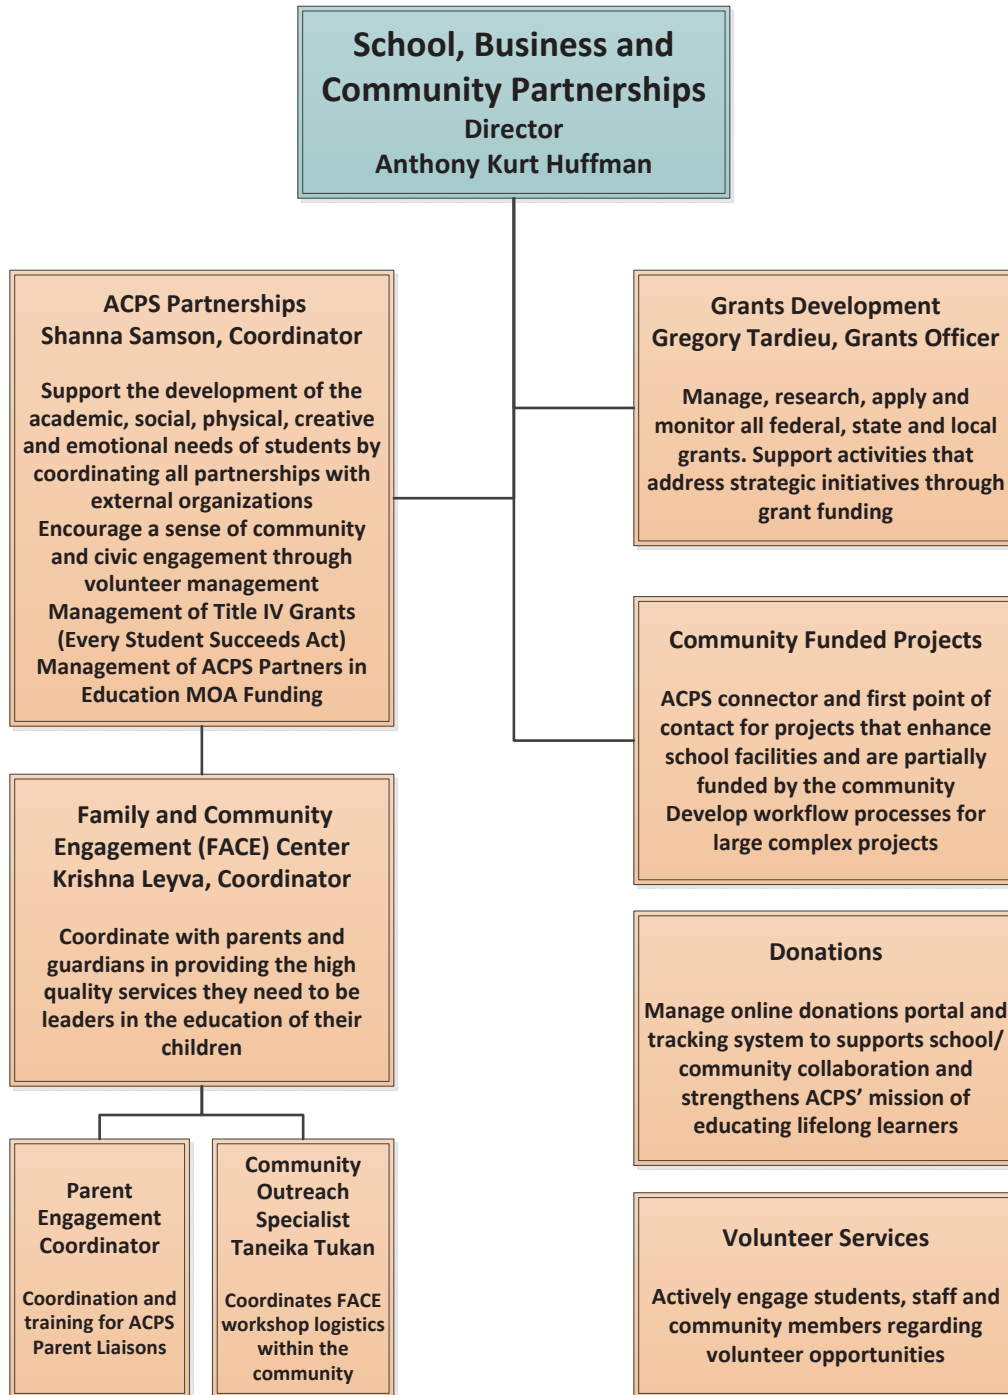 School, Business and
Community Partnerships
Director
Anthony Kurt Huffman
ACPS Partnerships
Shanna Samson, Coordinator
Support the development of the
academic, social, physical, creative
and emotional needs of students by
coordinating all partnerships with
external organizations
Encourage a sense of community
and civic engagement through
volunteer management
Management of Title IV Grants
(Every Student Succeeds Act)
Management of ACPS Partners in
Education MOA Funding
Family and Community
Engagement (FACE) Center
Krishna Leyva, Coordinator
Coordinate with parents and
guardians in providing the high
quality services they need to be
leaders in the education of their
children
Parent
Engagement
Coordinator
Coordination and
training for ACPS
Parent Liaisons
Community
Outreach
Specialist
Taneika Tukan
Coordinates FACE
workshop logistics
within the
community
Grants Development
Gregory Tardieu, Grants Officer
Manage, research, apply and
monitor all federal, state and local
grants. Support activities that
address strategic initiatives through
grant funding
Community Funded Projects
ACPS connector and first point of
contact for projects that enhance
school facilities and are partially
funded by the community
Develop workflow processes for
large complex projects
Donations
Manage online donations portal and
tracking system to supports school/
community collaboration and
strengthens ACPS’ mission of
educating lifelong learners
Volunteer Services
Actively engage students, staff and
community members regarding
volunteer opportunities